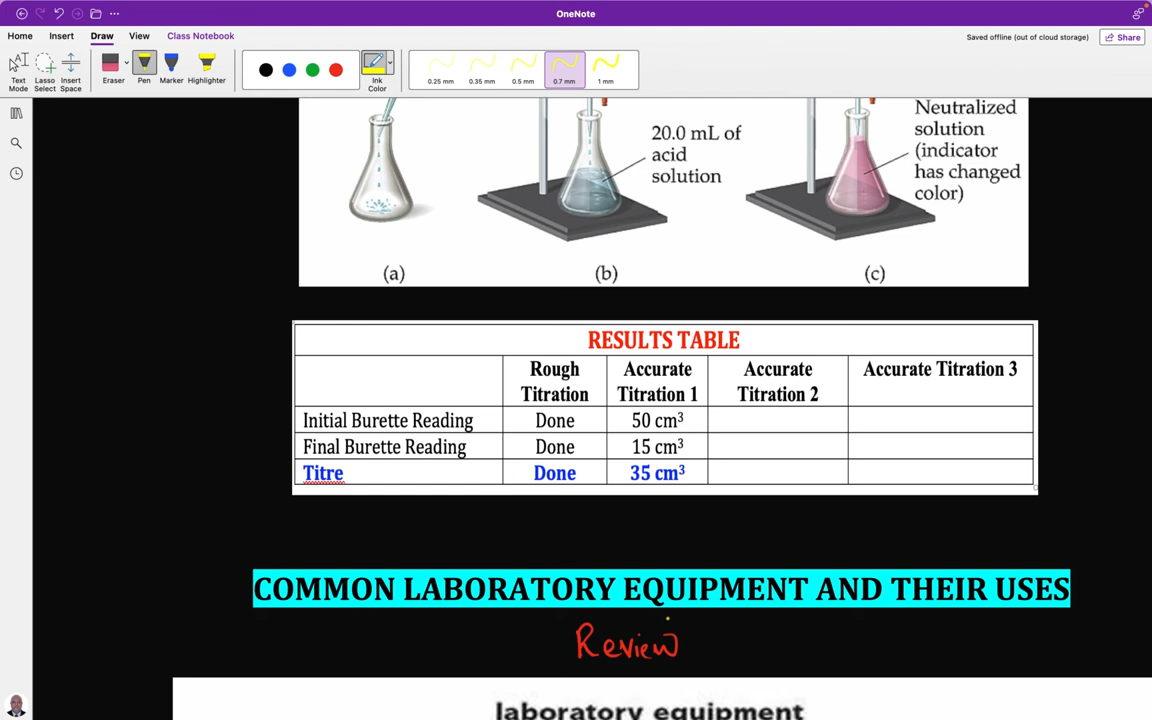 OneNote
Home Insert Draw View Class Notebook
Saved offline (out of cloud storage) Share
Text Mode
Lasso Select
Insert Space
Eraser
Pen
Marker
Highlighter
Ink Color
0.25 mm 0.35 mm 0.5 mm 0.7 mm 1 mm
20.0 mL of
acid
solution
Neutralized
solution
(indicator
has changed
color)
(a) (b) (c)
RESULTS TABLE
Rough Titration Accurate Titration 1 Accurate Titration 2 Accurate Titration 3
Initial Burette Reading Done 50 cm³
Final Burette Reading Done 15 cm³
Titre Done 35 cm³
COMMON LABORATORY EQUIPMENT AND THEIR USES
Review
laboratory equipment